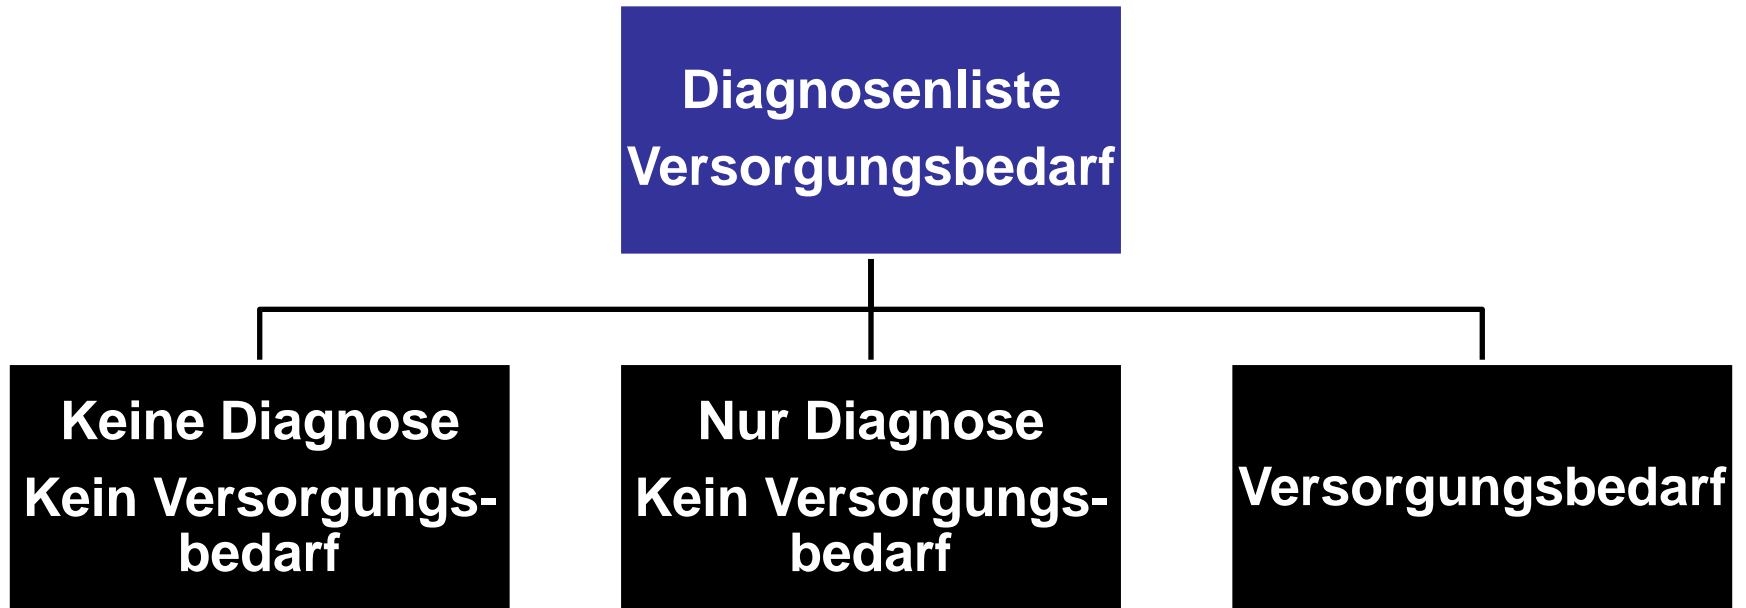 Diagnosenliste
Versorgungsbedarf
Keine Diagnose
Kein Versorgungs-
bedarf
Nur Diagnose
Kein Versorgungs-
bedarf
Versorgungsbedarf